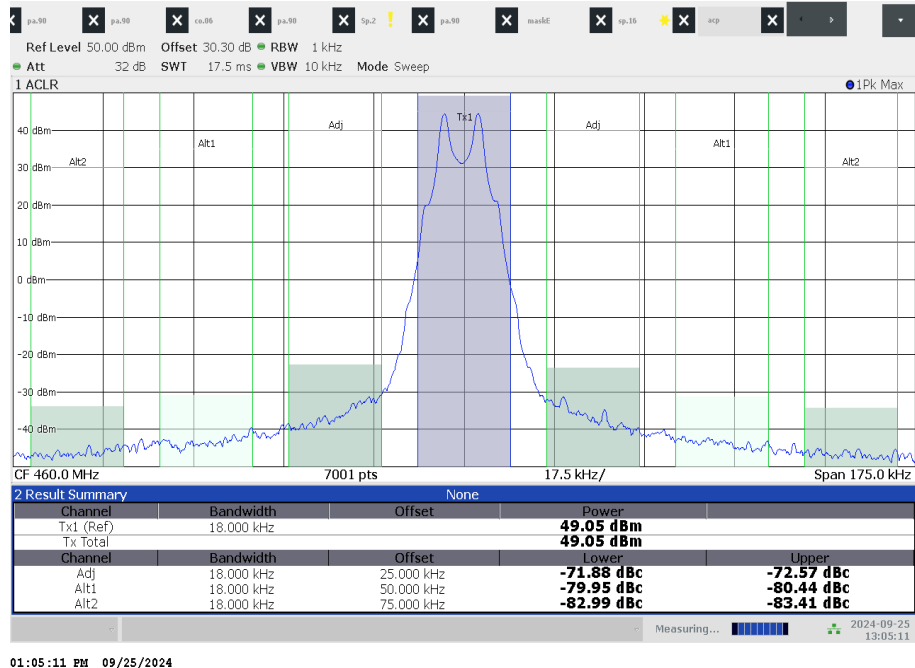 pa.90 pa.90 co.06 pa.90 Sp.2 pa.90 maskE sp.16 acp
Ref Level 50.00 dBm Offset 30.30 dB RBW 1 kHz
Att 32 dB SWT 17.5 ms VBW 10 kHz Mode Sweep
1 ACLR 1Pk Max
Tx1
Adj Adj
40 dBm
Alt1 Alt1
Alt2 Alt2
30 dBm
20 dBm
10 dBm
0 dBm
-10 dBm
-20 dBm
-30 dBm
-40 dBm
CF 460.0 MHz 7001 pts 17.5 kHz/ Span 175.0 kHz
2 Result Summary None
Channel Bandwidth Offset Power
Tx1 (Ref) 18.000 kHz 49.05 dBm
Tx Total 49.05 dBm
Channel Bandwidth Offset Lower Upper
Adj 18.000 kHz 25.000 kHz -71.88 dBc -72.57 dBc
Alt1 18.000 kHz 50.000 kHz -79.95 dBc -80.44 dBc
Alt2 18.000 kHz 75.000 kHz -82.99 dBc -83.41 dBc
Measuring... 2024-09-25
13:05:11
01:05:11 PM 09/25/2024